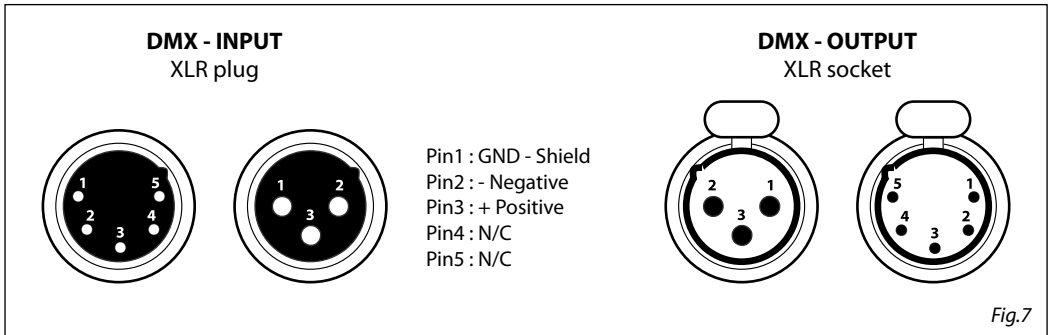 DMX - INPUT
XLR plug
1 5
2 4
3
1 2
3
Pin1 : GND - Shield
Pin2 : - Negative
Pin3 : + Positive
Pin4 : N/C
Pin5 : N/C
DMX - OUTPUT
XLR socket
2 1
3
5 1
4 2
3
Fig.7